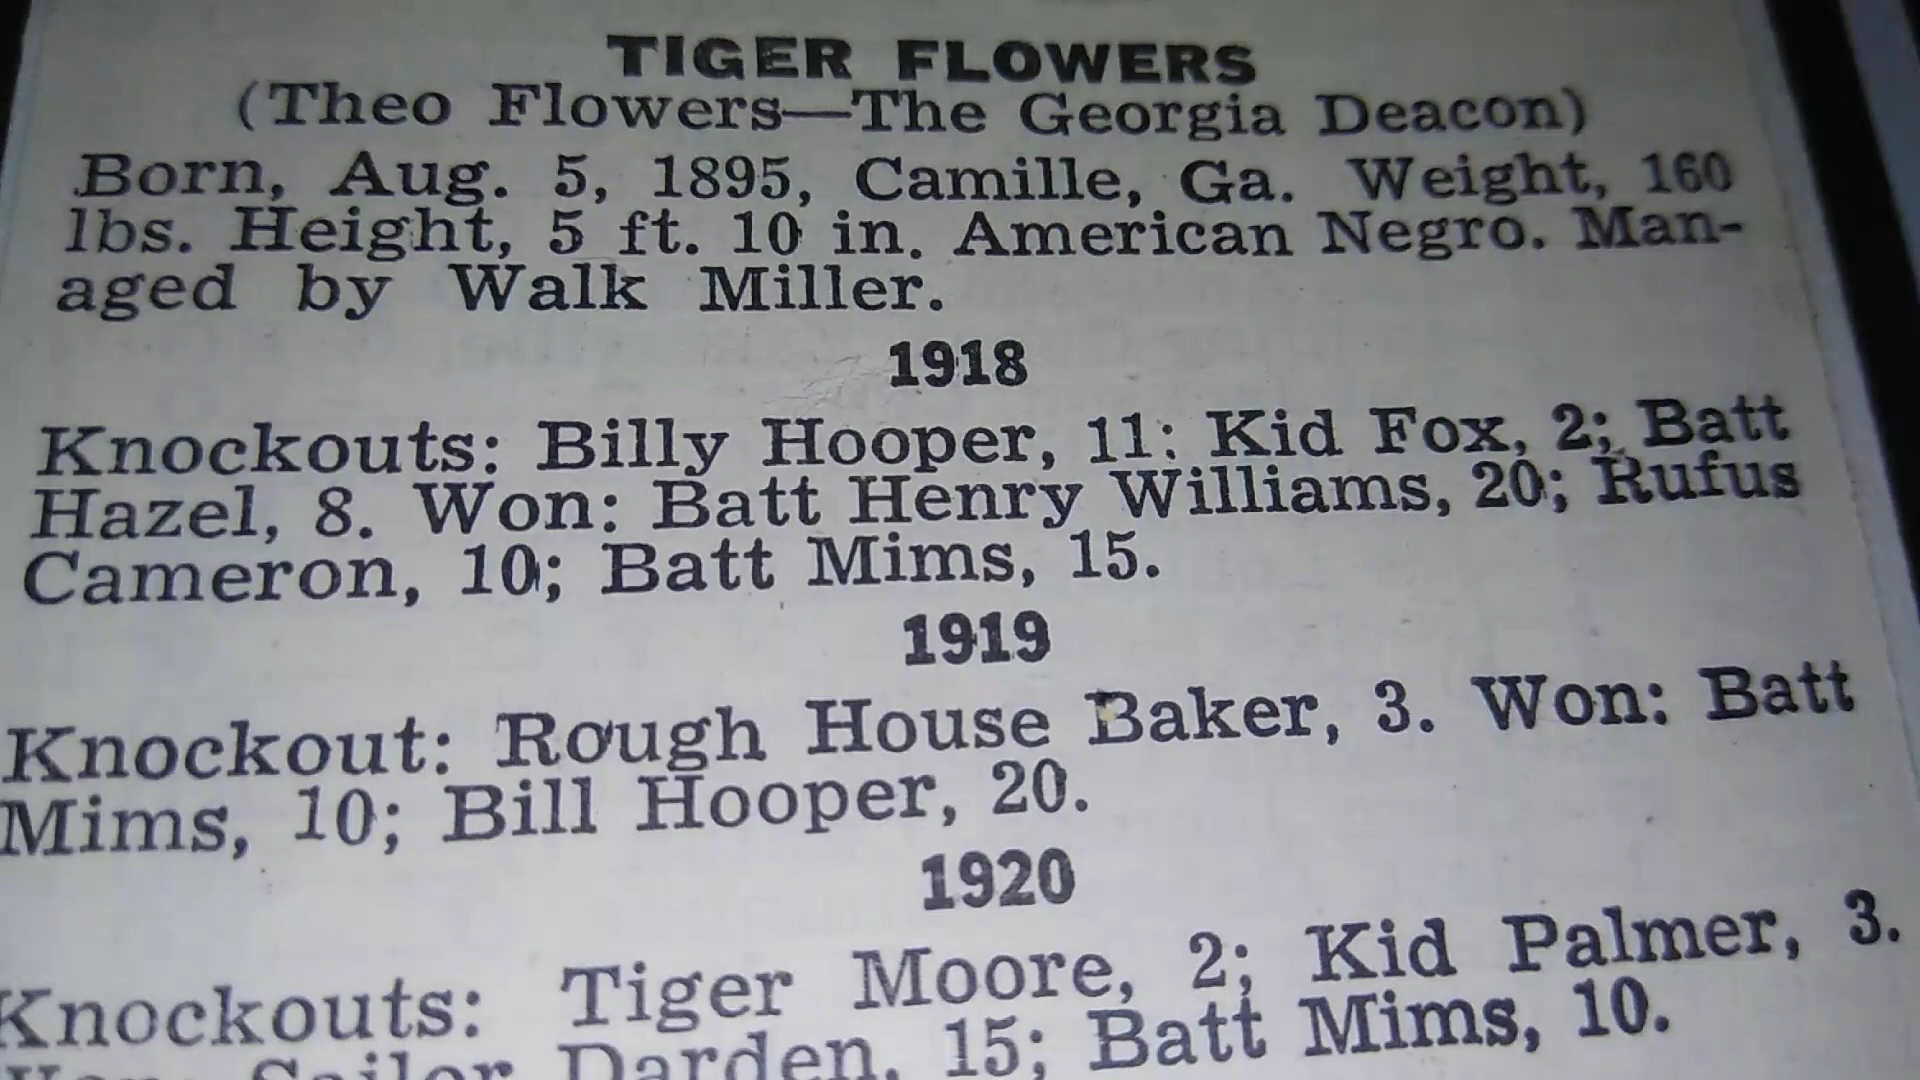 TIGER FLOWERS
(Theo Flowers—The Georgia Deacon)
Born, Aug. 5, 1895, Camille, Ga. Weight, 160
lbs. Height, 5 ft. 10 in. American Negro. Man-
aged by Walk Miller.
1918
Knockouts: Billy Hooper, 11; Kid Fox, 2; Batt
Hazel, 8. Won: Batt Henry Williams, 20; Rufus
Cameron, 10; Batt Mims, 15.
1919
Knockout: Rough House Baker, 3. Won: Batt
Mims, 10; Bill Hooper, 20.
1920
Knockouts: Tiger Moore, 2; Kid Palmer, 3.
Sailor Darden, 15; Batt Mims, 10.